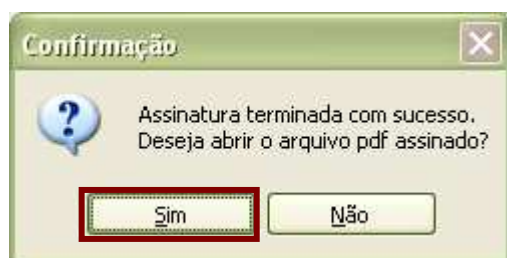 Confirmação
Assinatura terminada com sucesso.
Deseja abrir o arquivo pdf assinado?
Sim
Não